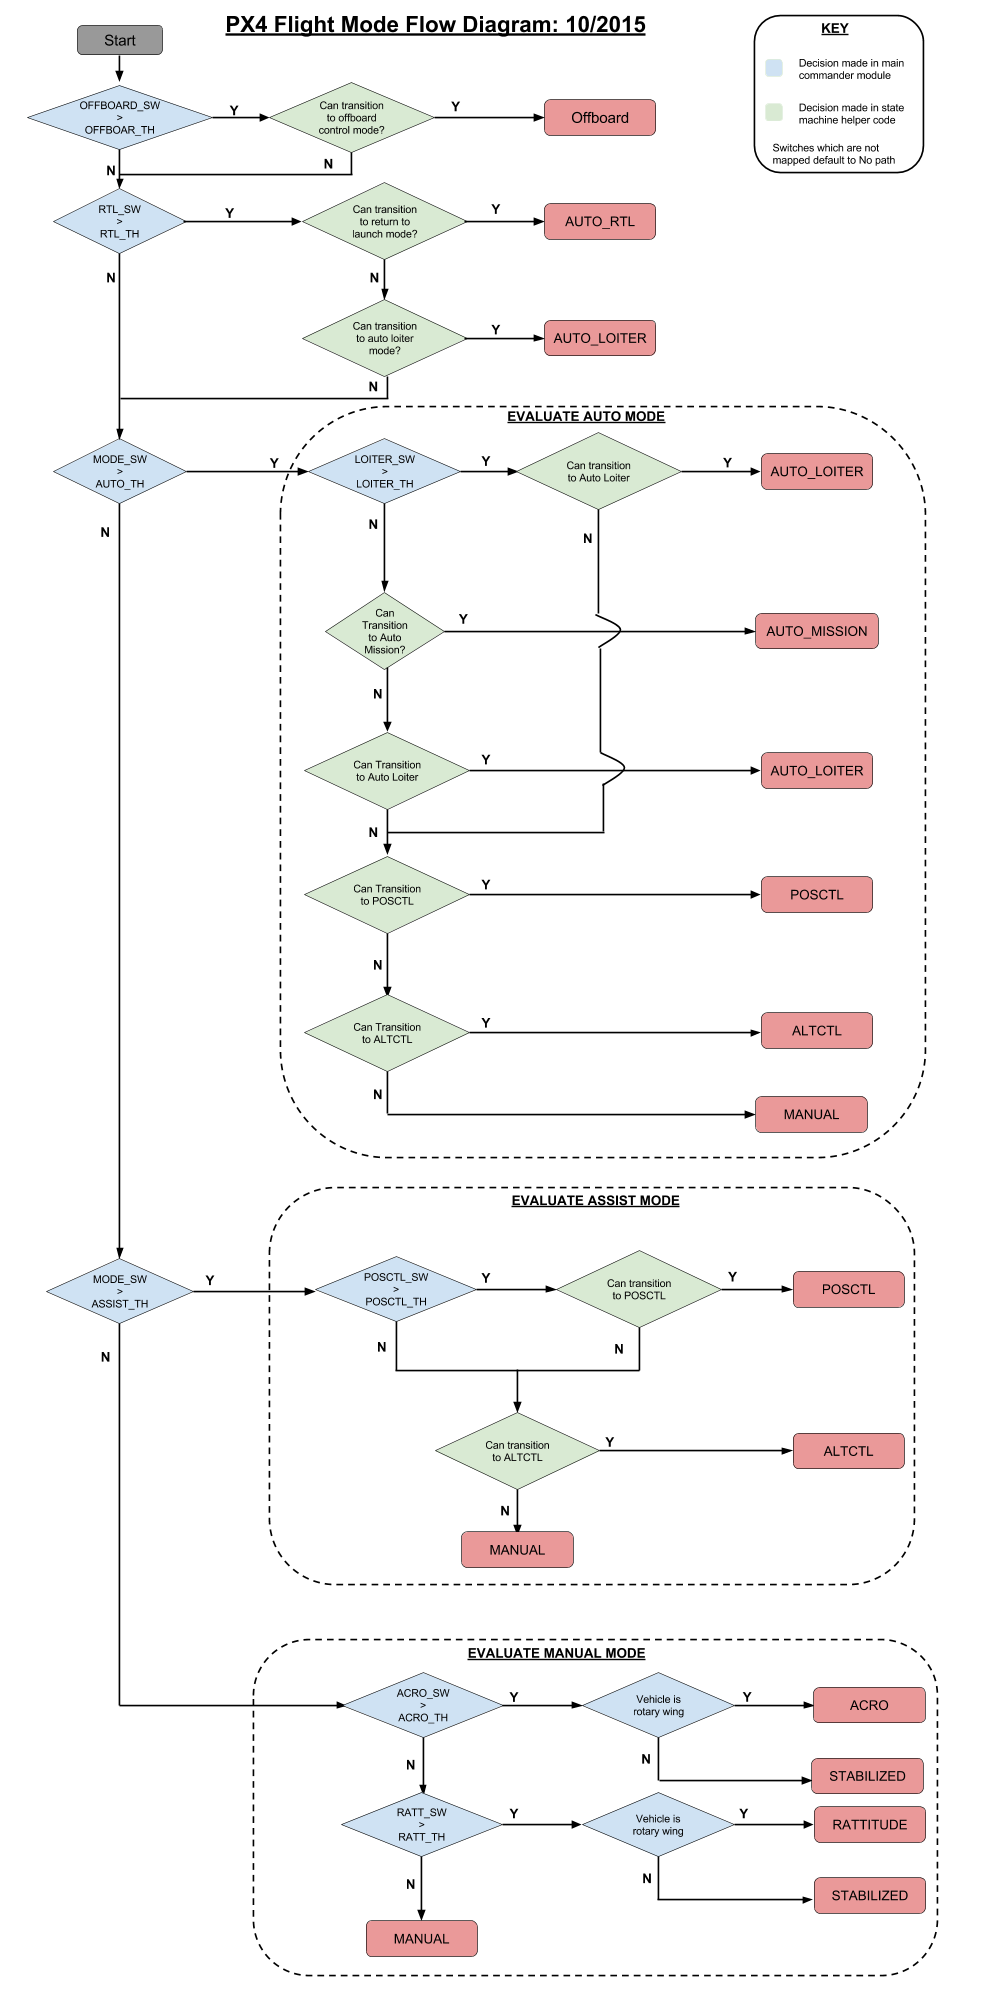 PX4 Flight Mode Flow Diagram: 10/2015
KEY
Decision made in main
commander module
Decision made in state
machine helper code
Switches which are not
mapped default to No path
Start
OFFBOARD_SW
>
OFFBOAR_TH
Y
Can transition
to offboard
control mode?
Y
Offboard
N
N
RTL_SW
>
RTL_TH
Y
Can transition
to return to
launch mode?
Y
AUTO_RTL
N
N
Can transition
to auto loiter
mode?
Y
AUTO_LOITER
N
EVALUATE AUTO MODE
MODE_SW
>
AUTO_TH
Y
LOITER_SW
>
LOITER_TH
Y
Can transition
to Auto Loiter
Y
AUTO_LOITER
N
N
N
Can
Transition
to Auto
Mission?
Y
AUTO_MISSION
N
Can Transition
to Auto Loiter
Y
AUTO_LOITER
N
Can Transition
to POSCTL
Y
POSCTL
N
Can Transition
to ALTCTL
Y
ALTCTL
N
MANUAL
EVALUATE ASSIST MODE
MODE_SW
>
ASSIST_TH
Y
POSCTL_SW
>
POSCTL_TH
Y
Can transition
to POSCTL
Y
POSCTL
N
N
N
Can transition
to ALTCTL
Y
ALTCTL
N
MANUAL
EVALUATE MANUAL MODE
ACRO_SW
>
ACRO_TH
Y
Vehicle is
rotary wing
Y
ACRO
N
N
STABILIZED
RATT_SW
>
RATT_TH
Y
Vehicle is
rotary wing
Y
RATTITUDE
N
N
STABILIZED
MANUAL